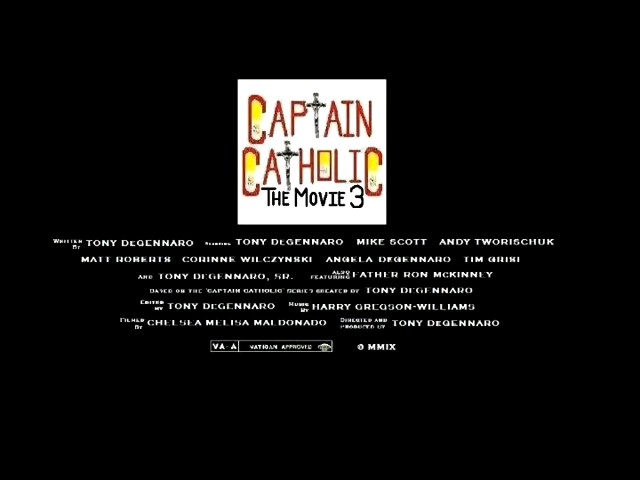 CAPTAIN
CATHOLIC
THE MOVIE 3
WRITTEN BY TONY DEGENNARO STARRING TONY DEGENNARO MIKE SCOTT ANDY TWORISCHUK
MATT ROBERTS CORINNE WILCZYNSKI ANGELA DEGENNARO TIM GRISI
AND TONY DEGENNARO, SR. ALSO FEATURING FATHER RON MCKINNEY
BASED ON THE 'CAPTAIN CATHOLIC' SERIES CREATED BY TONY DEGENNARO
EDITED BY TONY DEGENNARO MUSIC BY HARRY GREGSON-WILLIAMS
FILMED BY CHELSEA MELISA MALDONADO DIRECTED AND PRODUCED BY TONY DEGENNARO
VA-A VATICAN APPROVED © MMIX